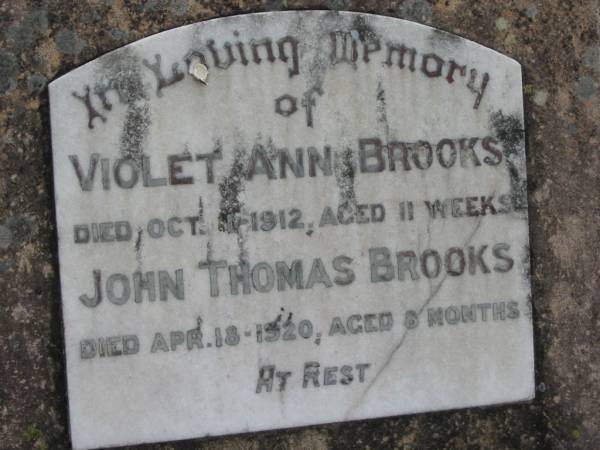 In Loving Memory
of
VIOLET ANN BROOKS
DIED OCT. 1912, AGED 11 WEEKS
JOHN THOMAS BROOKS
DIED APR. 18-1920, AGED 8 MONTHS
AT REST